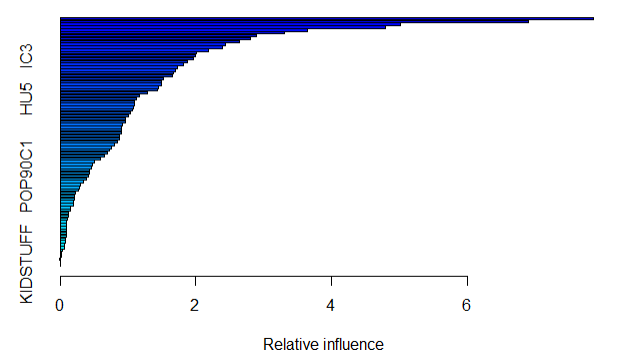 IC3
HU5
POP90C1
KIDSTUFF
0 2 4 6
Relative influence